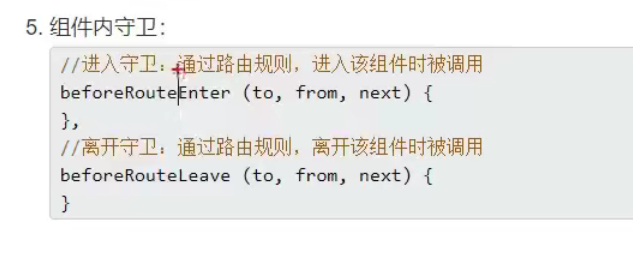 5. 组件内守卫：
//进入守卫：通过路由规则，进入该组件时被调用
beforeRouteEnter (to, from, next) {
},
//离开守卫：通过路由规则，离开该组件时被调用
beforeRouteLeave (to, from, next) {
}